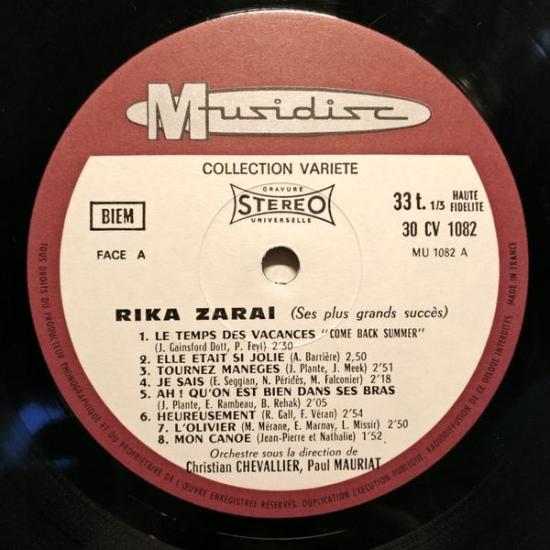 Musidisc
COLLECTION VARIETE
GRAVURE
STEREO
UNIVERSELLE
BIEM
33 t. 1/3 HAUTE FIDELITE
30 CV 1082
FACE A
MU 1082 A
RIKA ZARAI (Ses plus grands succès)
1. LE TEMPS DES VACANCES "COME BACK SUMMER"
(J. Gainsford Dott, P. Feyl) 2'30
2. ELLE ETAIT SI JOLIE (A. Barrière) 2,50
3. TOURNEZ MANEGES (J. Plante, J. Meek) 2'51
4. JE SAIS (E. Seggian, N. Péridès, M. Falconier) 2'18
5. AH! QU'ON EST BIEN DANS SES BRAS
(J. Plante, E. Rambeau, B. Rehak) 2'05
6. HEUREUSEMENT (R. Gall, F. Véran) 2'54
7. L'OLIVIER (M. Mérane, E. Marnay, L. Missir) 2'50
8. MON CANOE (Jean-Pierre et Nathalie) 1'52
Orchestre sous la direction de
Christian CHEVALLIER, Paul MAURIAT
TOUS DROITS DU PRODUCTEUR PHONOGRAPHIQUE ET DU PROPRIETAIRE DE L'ŒUVRE ENREGISTRÉE RÉSERVÉS. DUPLICATION, EXÉCUTION PUBLIQUE, RADIODIFFUSION DE CE DISQUE INTERDITES
MADE IN FRANCE